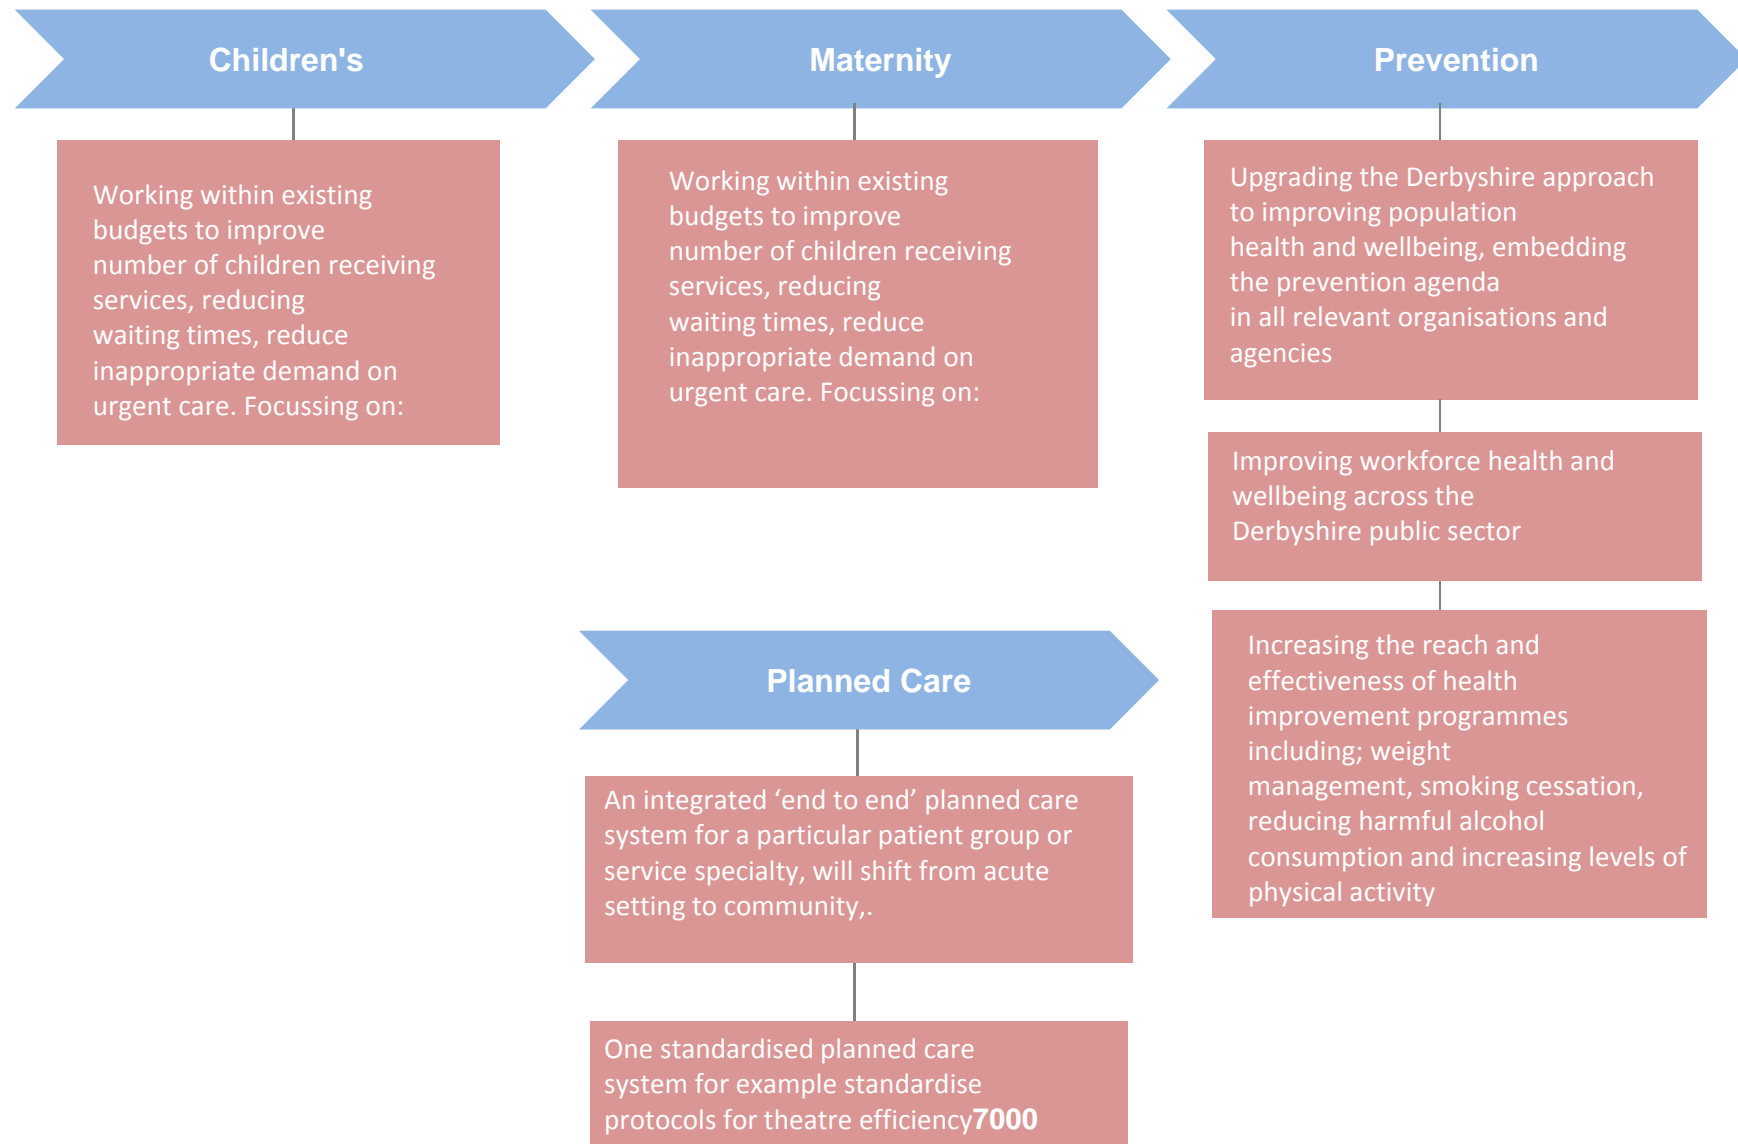 Children's
Working within existing
budgets to improve
number of children receiving
services, reducing
waiting times, reduce
inappropriate demand on
urgent care. Focussing on:
Maternity
Working within existing
budgets to improve
number of children receiving
services, reducing
waiting times, reduce
inappropriate demand on
urgent care. Focussing on:
Prevention
Upgrading the Derbyshire approach
to improving population
health and wellbeing, embedding
the prevention agenda
in all relevant organisations and
agencies
Improving workforce health and
wellbeing across the
Derbyshire public sector
Increasing the reach and
effectiveness of health
improvement programmes
including; weight
management, smoking cessation,
reducing harmful alcohol
consumption and increasing levels of
physical activity
Planned Care
An integrated ‘end to end’ planned care
system for a particular patient group or
service specialty, will shift from acute
setting to community,.
One standardised planned care
system for example standardise
protocols for theatre efficiency7000